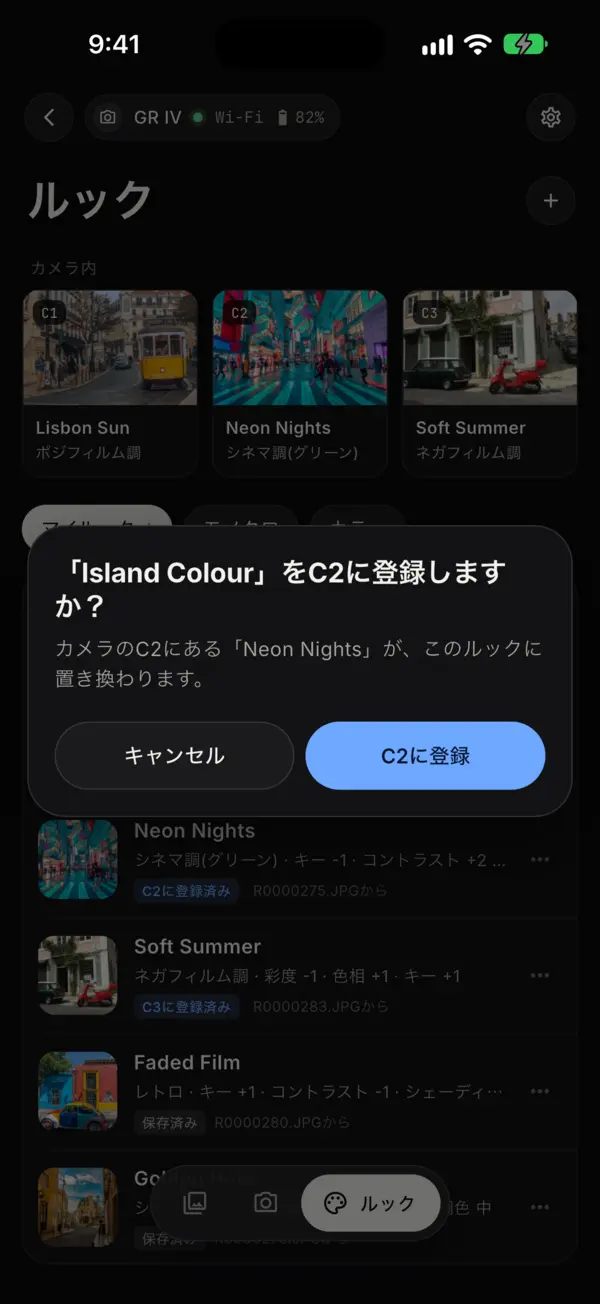 9:41
GR IV Wi-Fi 82%
ルック
カメラ内
C1
C2
C3
Lisbon Sun
ポジフィルム調
Neon Nights
シネマ調(グリーン)
Soft Summer
ネガフィルム調
「Island Colour」をC2に登録します
か？
カメラのC2にある「Neon Nights」が、このルックに
置き換わります。
キャンセル
C2に登録
Neon Nights
シネマ調(グリーン) · キー -1 · コントラスト +2 ...
C2に登録済み R0000275.JPGから
Soft Summer
ネガフィルム調 · 彩度 -1 · 色相 +1 · キー +1
C3に登録済み R0000283.JPGから
Faded Film
レトロ · キー +1 · コントラスト -1 · シェーディ...
保存済み R0000280.JPGから
ルック
保存済み